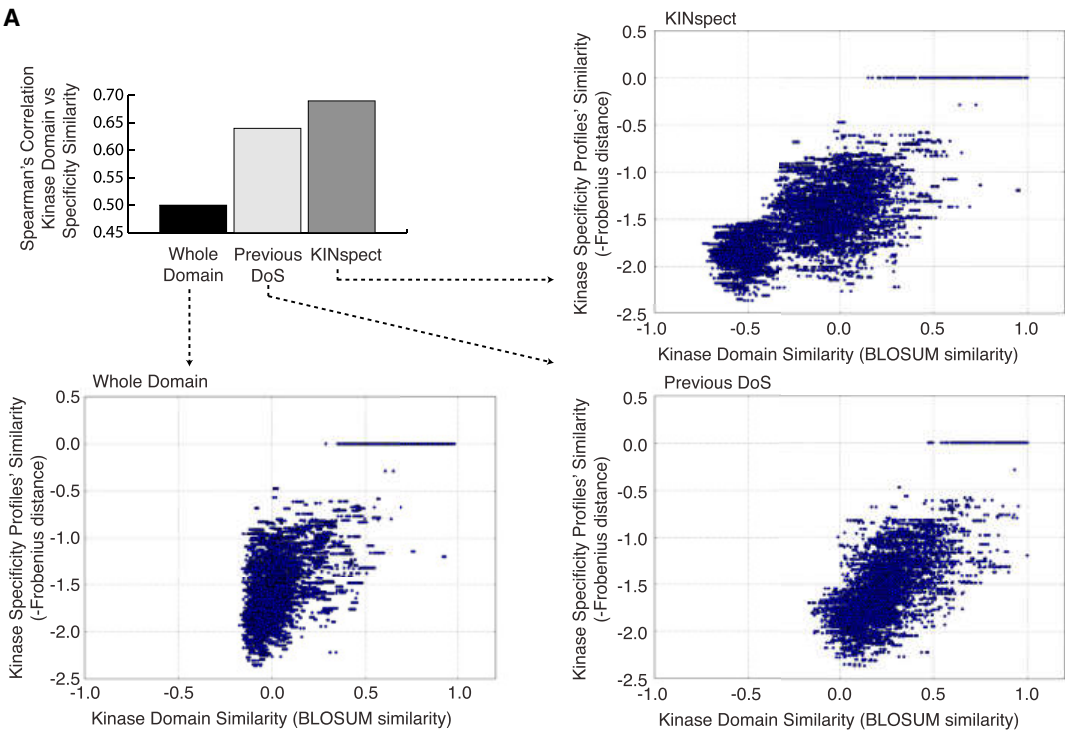 A
Spearman's Correlation
Kinase Domain vs
Specificity Similarity
0.70
0.65
0.60
0.55
0.50
0.45
Whole
Domain
Previous
DoS
KINspect
KINspect
Kinase Specificity Profiles' Similarity
(-Frobenius distance)
0.5
0.0
-0.5
-1.0
-1.5
-2.0
-2.5
-1.0
-0.5
0.0
0.5
1.0
Kinase Domain Similarity (BLOSUM similarity)
Whole Domain
Kinase Specificity Profiles' Similarity
(-Frobenius distance)
0.5
0.0
-0.5
-1.0
-1.5
-2.0
-2.5
-1.0
-0.5
0.0
0.5
1.0
Kinase Domain Similarity (BLOSUM similarity)
Previous DoS
Kinase Specificity Profiles' Similarity
(-Frobenius distance)
0.5
0.0
-0.5
-1.0
-1.5
-2.0
-2.5
-1.0
-0.5
0.0
0.5
1.0
Kinase Domain Similarity (BLOSUM similarity)